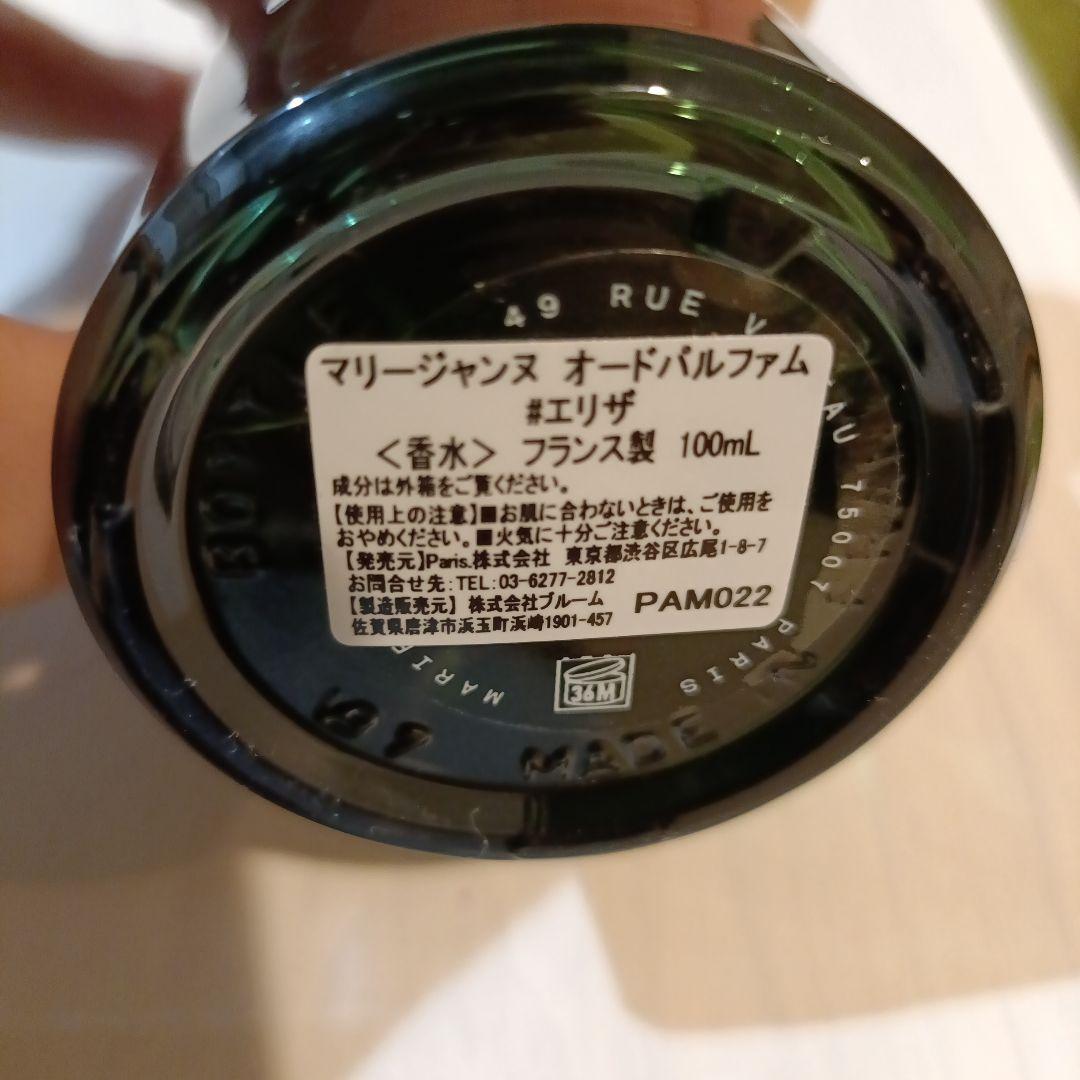 49 RUE
AU 75007 PARIS
マリージャンヌ オードパルファム
#エリザ
<香水> フランス製 100mL
成分は外箱をご覧ください。
【使用上の注意】■お肌に合わないときは、ご使用を
おやめください。■火気に十分ご注意ください。
【発売元】Paris.株式会社 東京都渋谷区広尾1-8-7
お問合せ先:TEL:03-6277-2812
【製造販売元】 株式会社ブルーム PAM022
佐賀県唐津市浜玉町浜崎1901-457
MARIE
36M
MADE